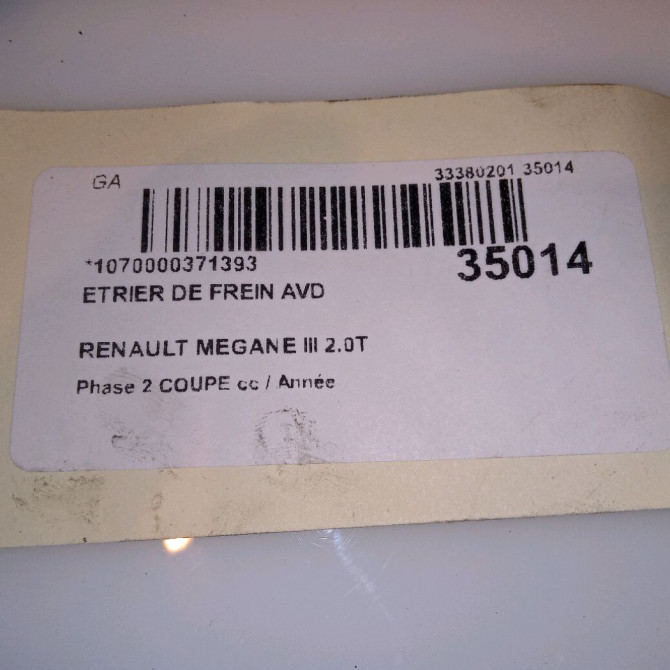 GA 33380201 35014
*1070000371393 35014
ETRIER DE FREIN AVD
RENAULT MEGANE III 2.0T
Phase 2 COUPE cc / Année